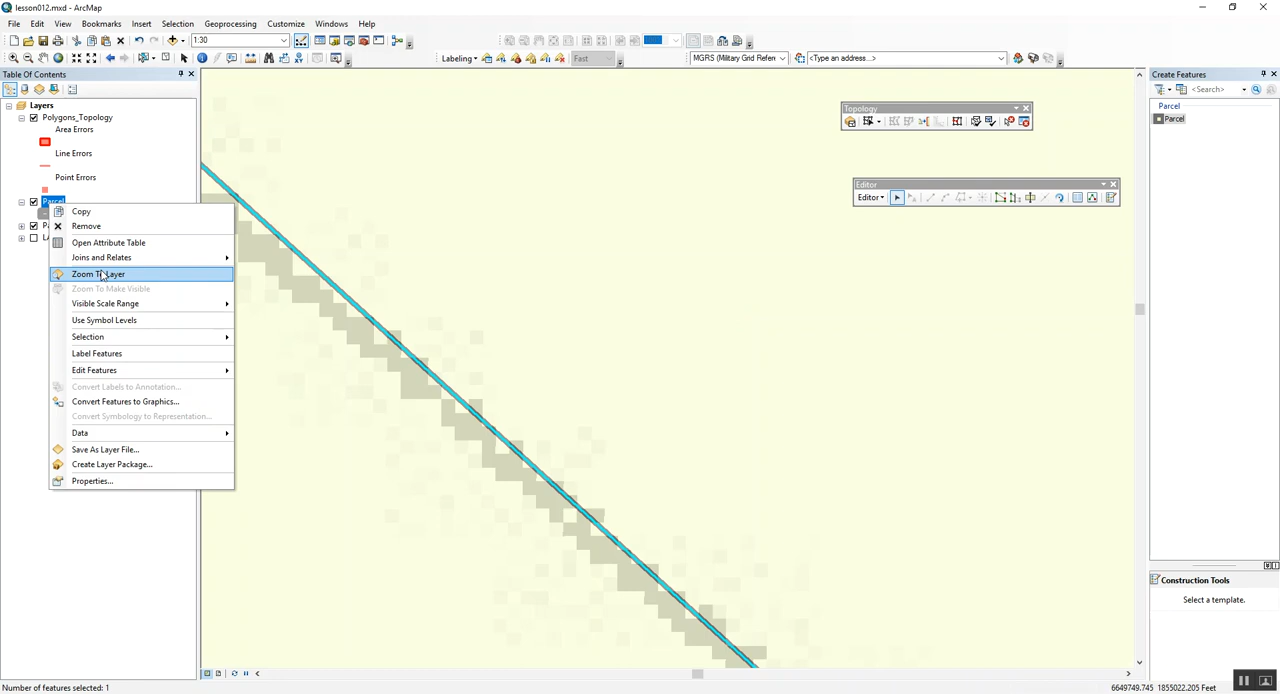 lesson012.mxd - ArcMap
File Edit View Bookmarks Insert Selection Geoprocessing Customize Windows Help
1:30
Labeling Fast MGRS (Military Grid Referen <Type an address...>
Table Of Contents
Layers
Polygons_Topology
Area Errors
Line Errors
Point Errors
Parcel
Copy
Remove
Open Attribute Table
Joins and Relates
Zoom To Layer
Zoom To Make Visible
Visible Scale Range
Use Symbol Levels
Selection
Label Features
Edit Features
Convert Labels to Annotation...
Convert Features to Graphics...
Convert Symbology to Representation...
Data
Save As Layer File...
Create Layer Package...
Properties...
Topology
Editor
Editor
Create Features
<Search>
Parcel
Parcel
Construction Tools
Select a template.
Number of features selected: 1
6649749.745 1855022.205 Feet